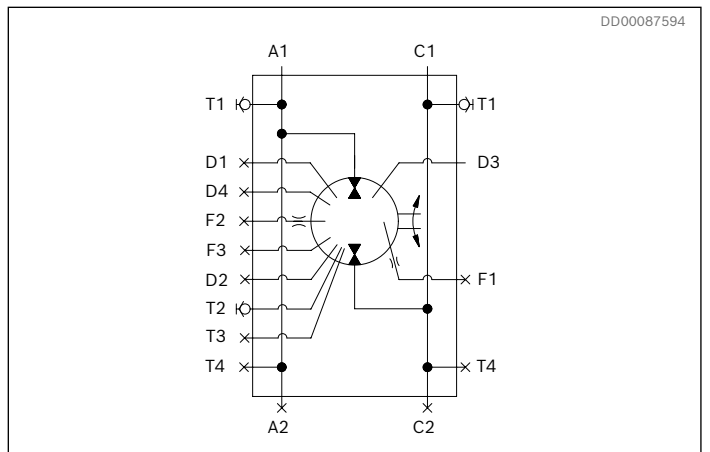 DD00087594
A1 C1
T1 T1
D1 D3
D4
F2
F3
D2 F1
T2
T3
T4 T4
A2 C2